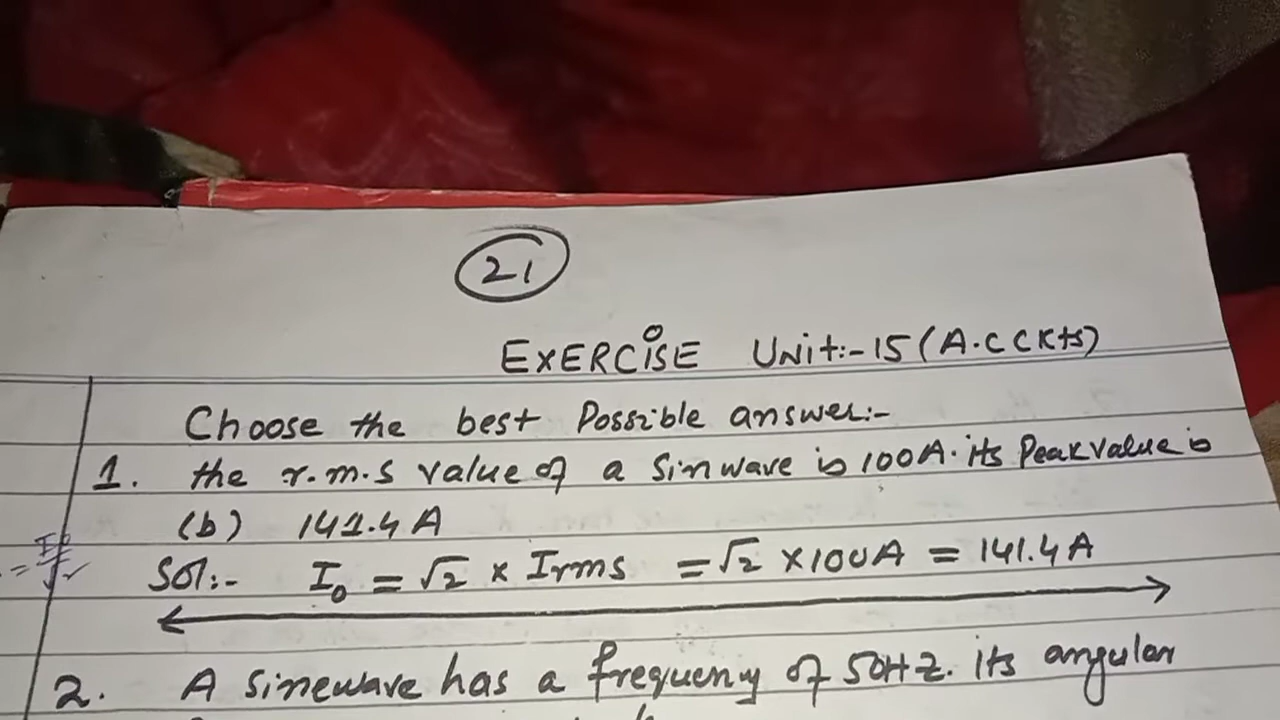 21
EXERCISE Unit:-15 (A.C CKts)
Choose the best Possible answer:-
1. the r.m.s value of a Sinwave is 100A. its Peak value is
(b) 141.4 A
Sol:- I₀ = √2 × Irms = √2 × 100A = 141.4 A
2. A sinewave has a frequency of 50HZ. its angular